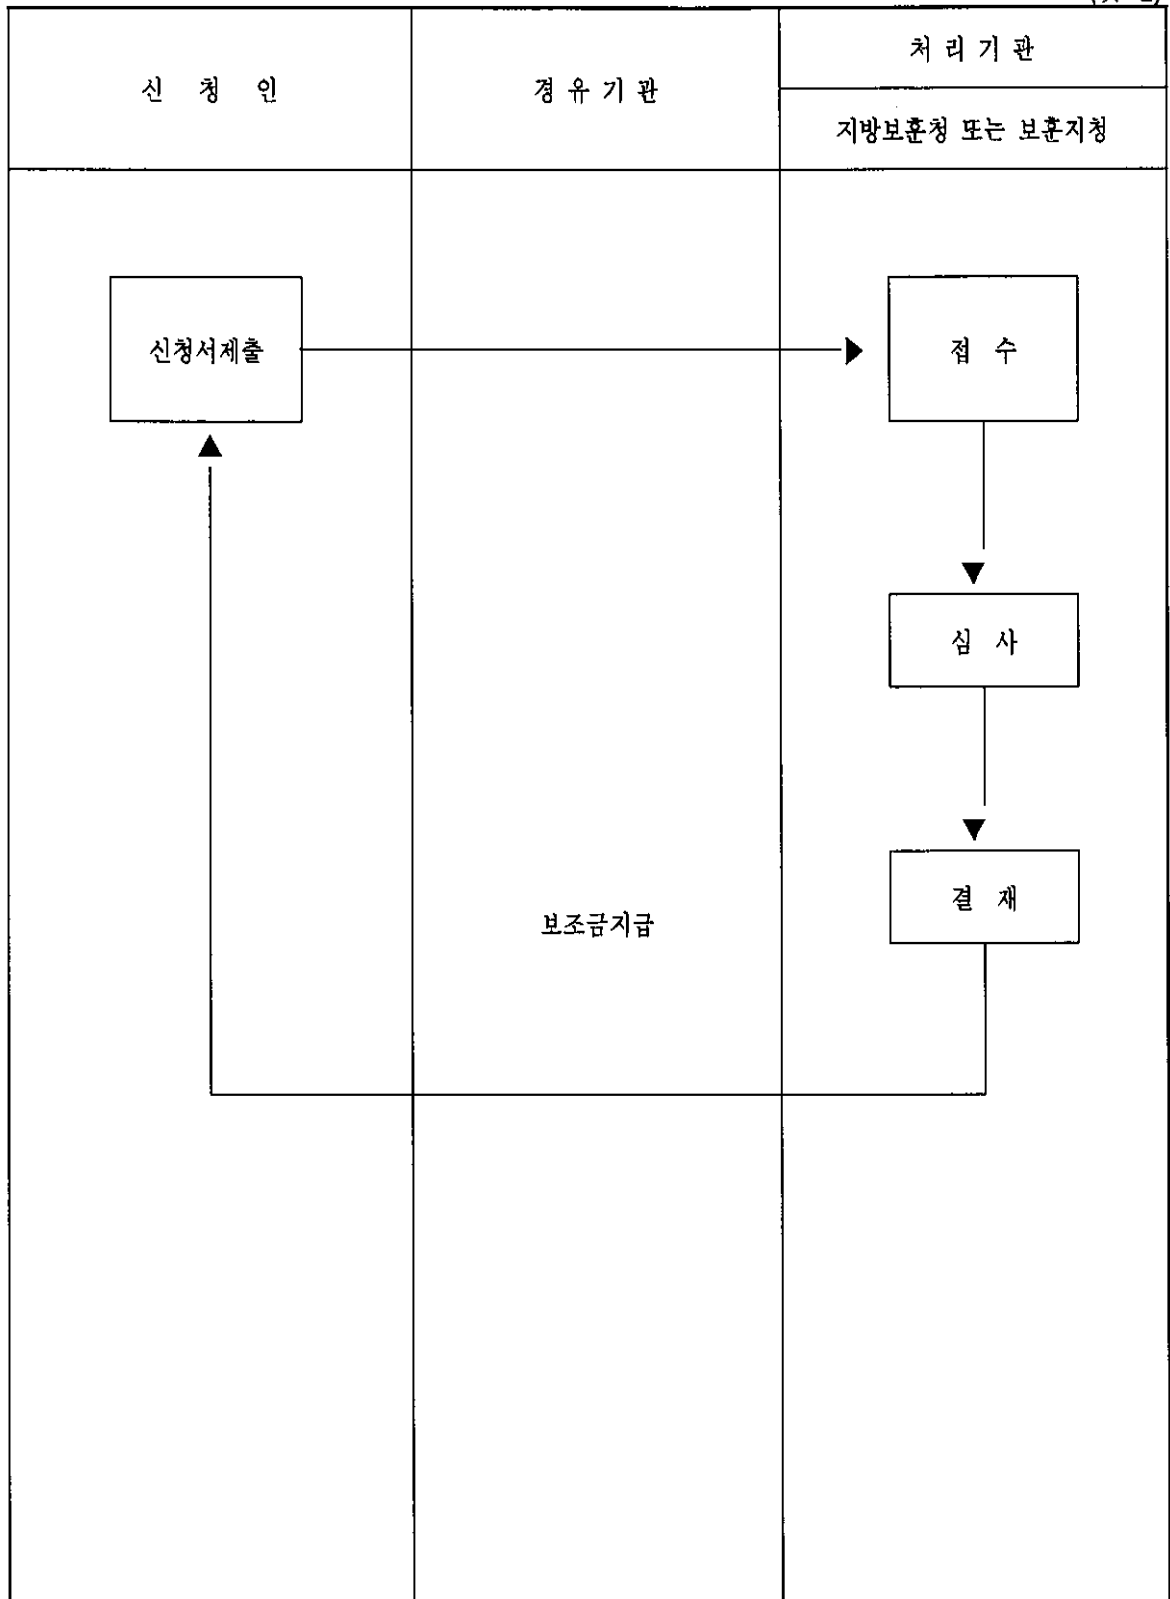 처 리 기 관
신 청 인
경 유 기 관
지방보훈청 또는 보훈지청
신청서제출
접 수
심 사
결 재
보조금지급